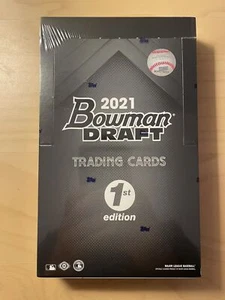 2021
Bowman
DRAFT
TRADING CARDS
1st
edition